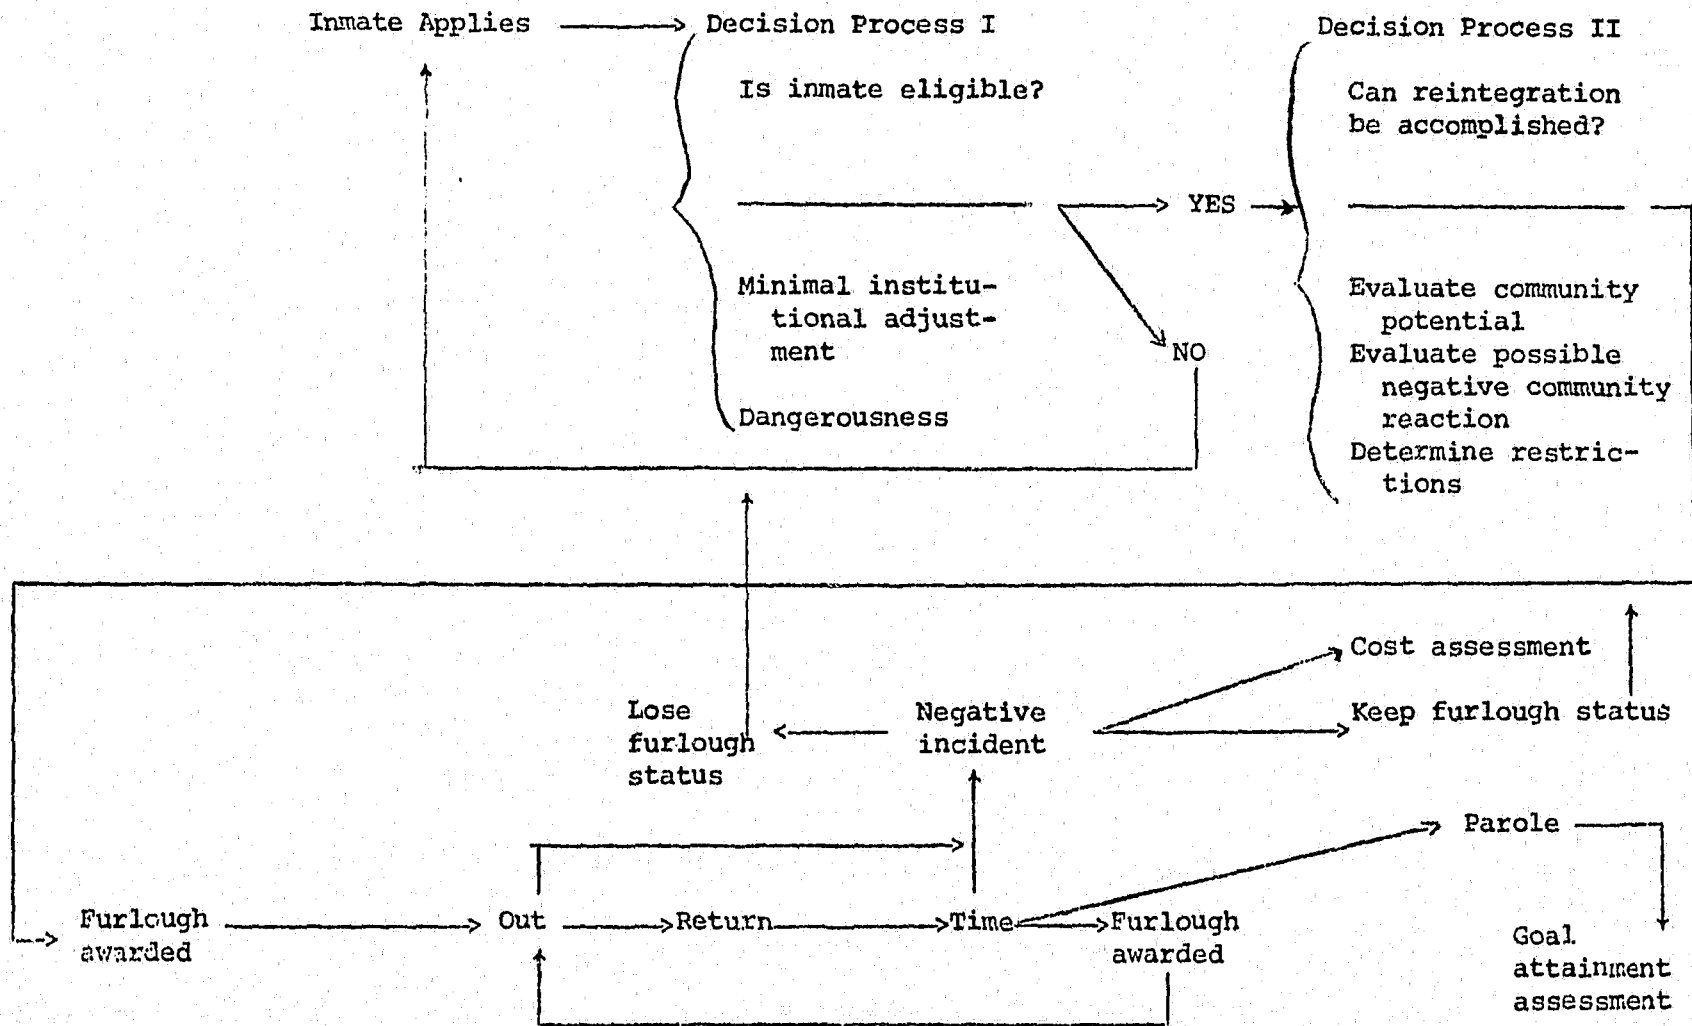 Inmate Applies
Decision Process I
Decision Process II
Is inmate eligible?
Can reintegration
be accomplished?
YES
Minimal institu-
tional adjust-
ment
NO
Dangerousness
Evaluate community
potential
Evaluate possible
negative community
reaction
Determine restric-
tions
Cost assessment
Lose
furlough
status
Negative
incident
Keep furlough status
Parole
Furlough
awarded
Out
Return
Time
Furlough
awarded
Goal
attainment
assessment